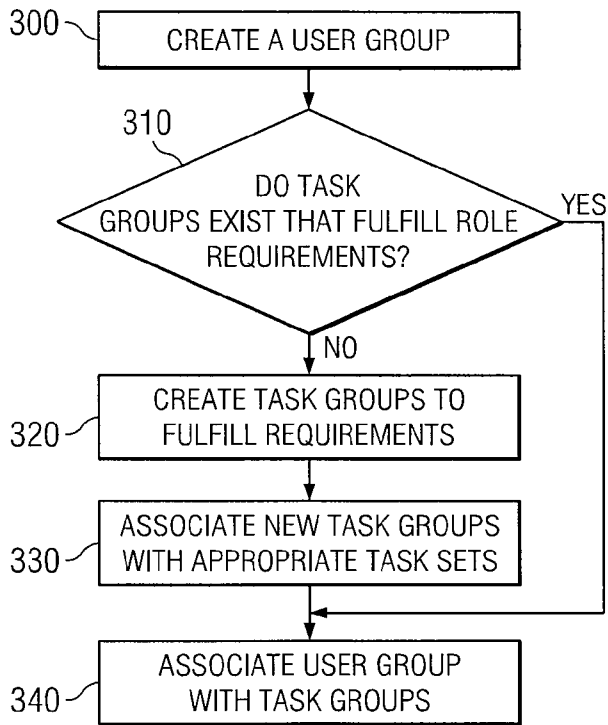 300
CREATE A USER GROUP
310
DO TASK
GROUPS EXIST THAT FULFILL ROLE
REQUIREMENTS?
YES
NO
320
CREATE TASK GROUPS TO
FULFILL REQUIREMENTS
330
ASSOCIATE NEW TASK GROUPS
WITH APPROPRIATE TASK SETS
340
ASSOCIATE USER GROUP
WITH TASK GROUPS